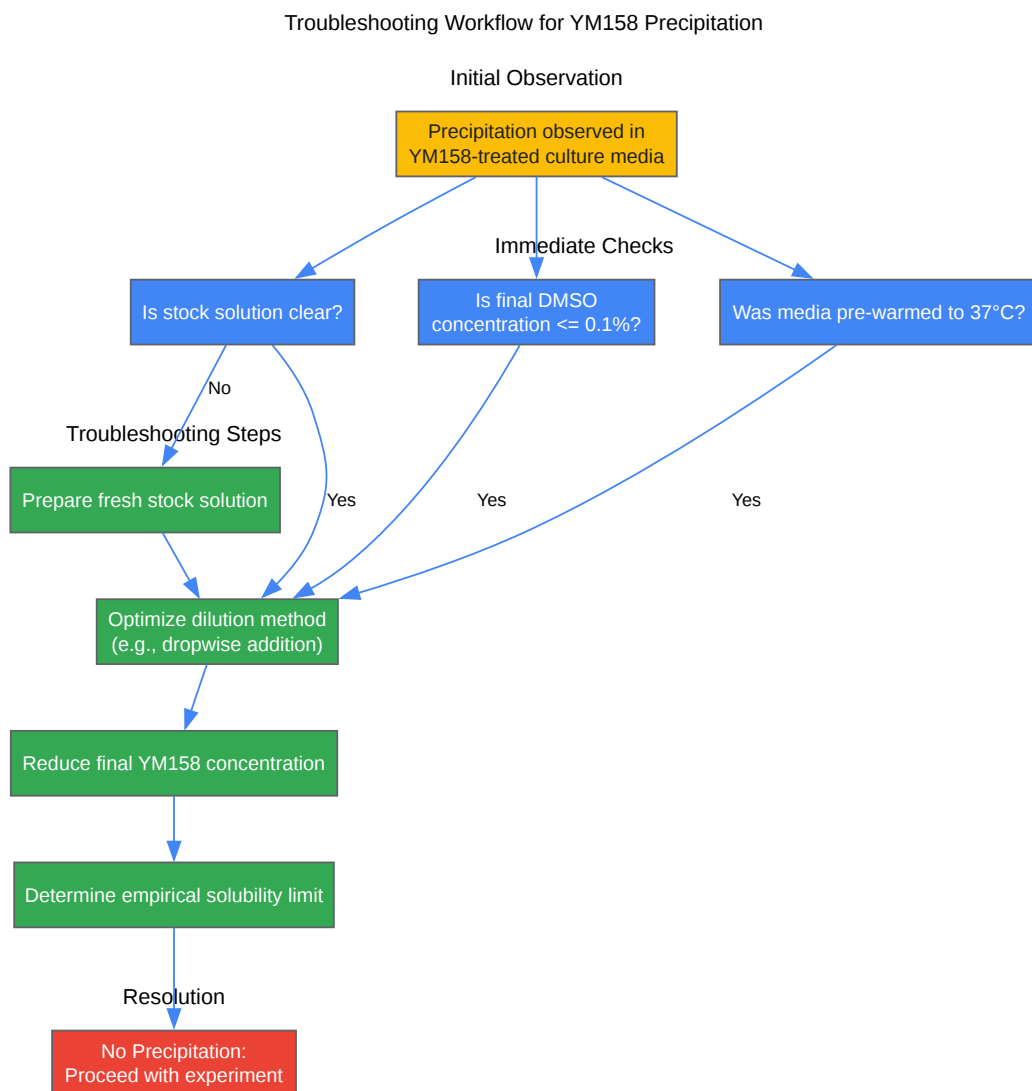 Troubleshooting Workflow for YM158 Precipitation
Initial Observation
Precipitation observed in
YM158-treated culture media
Immediate Checks
Is stock solution clear?
Is final DMSO
concentration <= 0.1%?
Was media pre-warmed to 37°C?
No
Troubleshooting Steps
Prepare fresh stock solution
Yes
Yes
Yes
Optimize dilution method
(e.g., dropwise addition)
Reduce final YM158 concentration
Determine empirical solubility limit
Resolution
No Precipitation:
Proceed with experiment